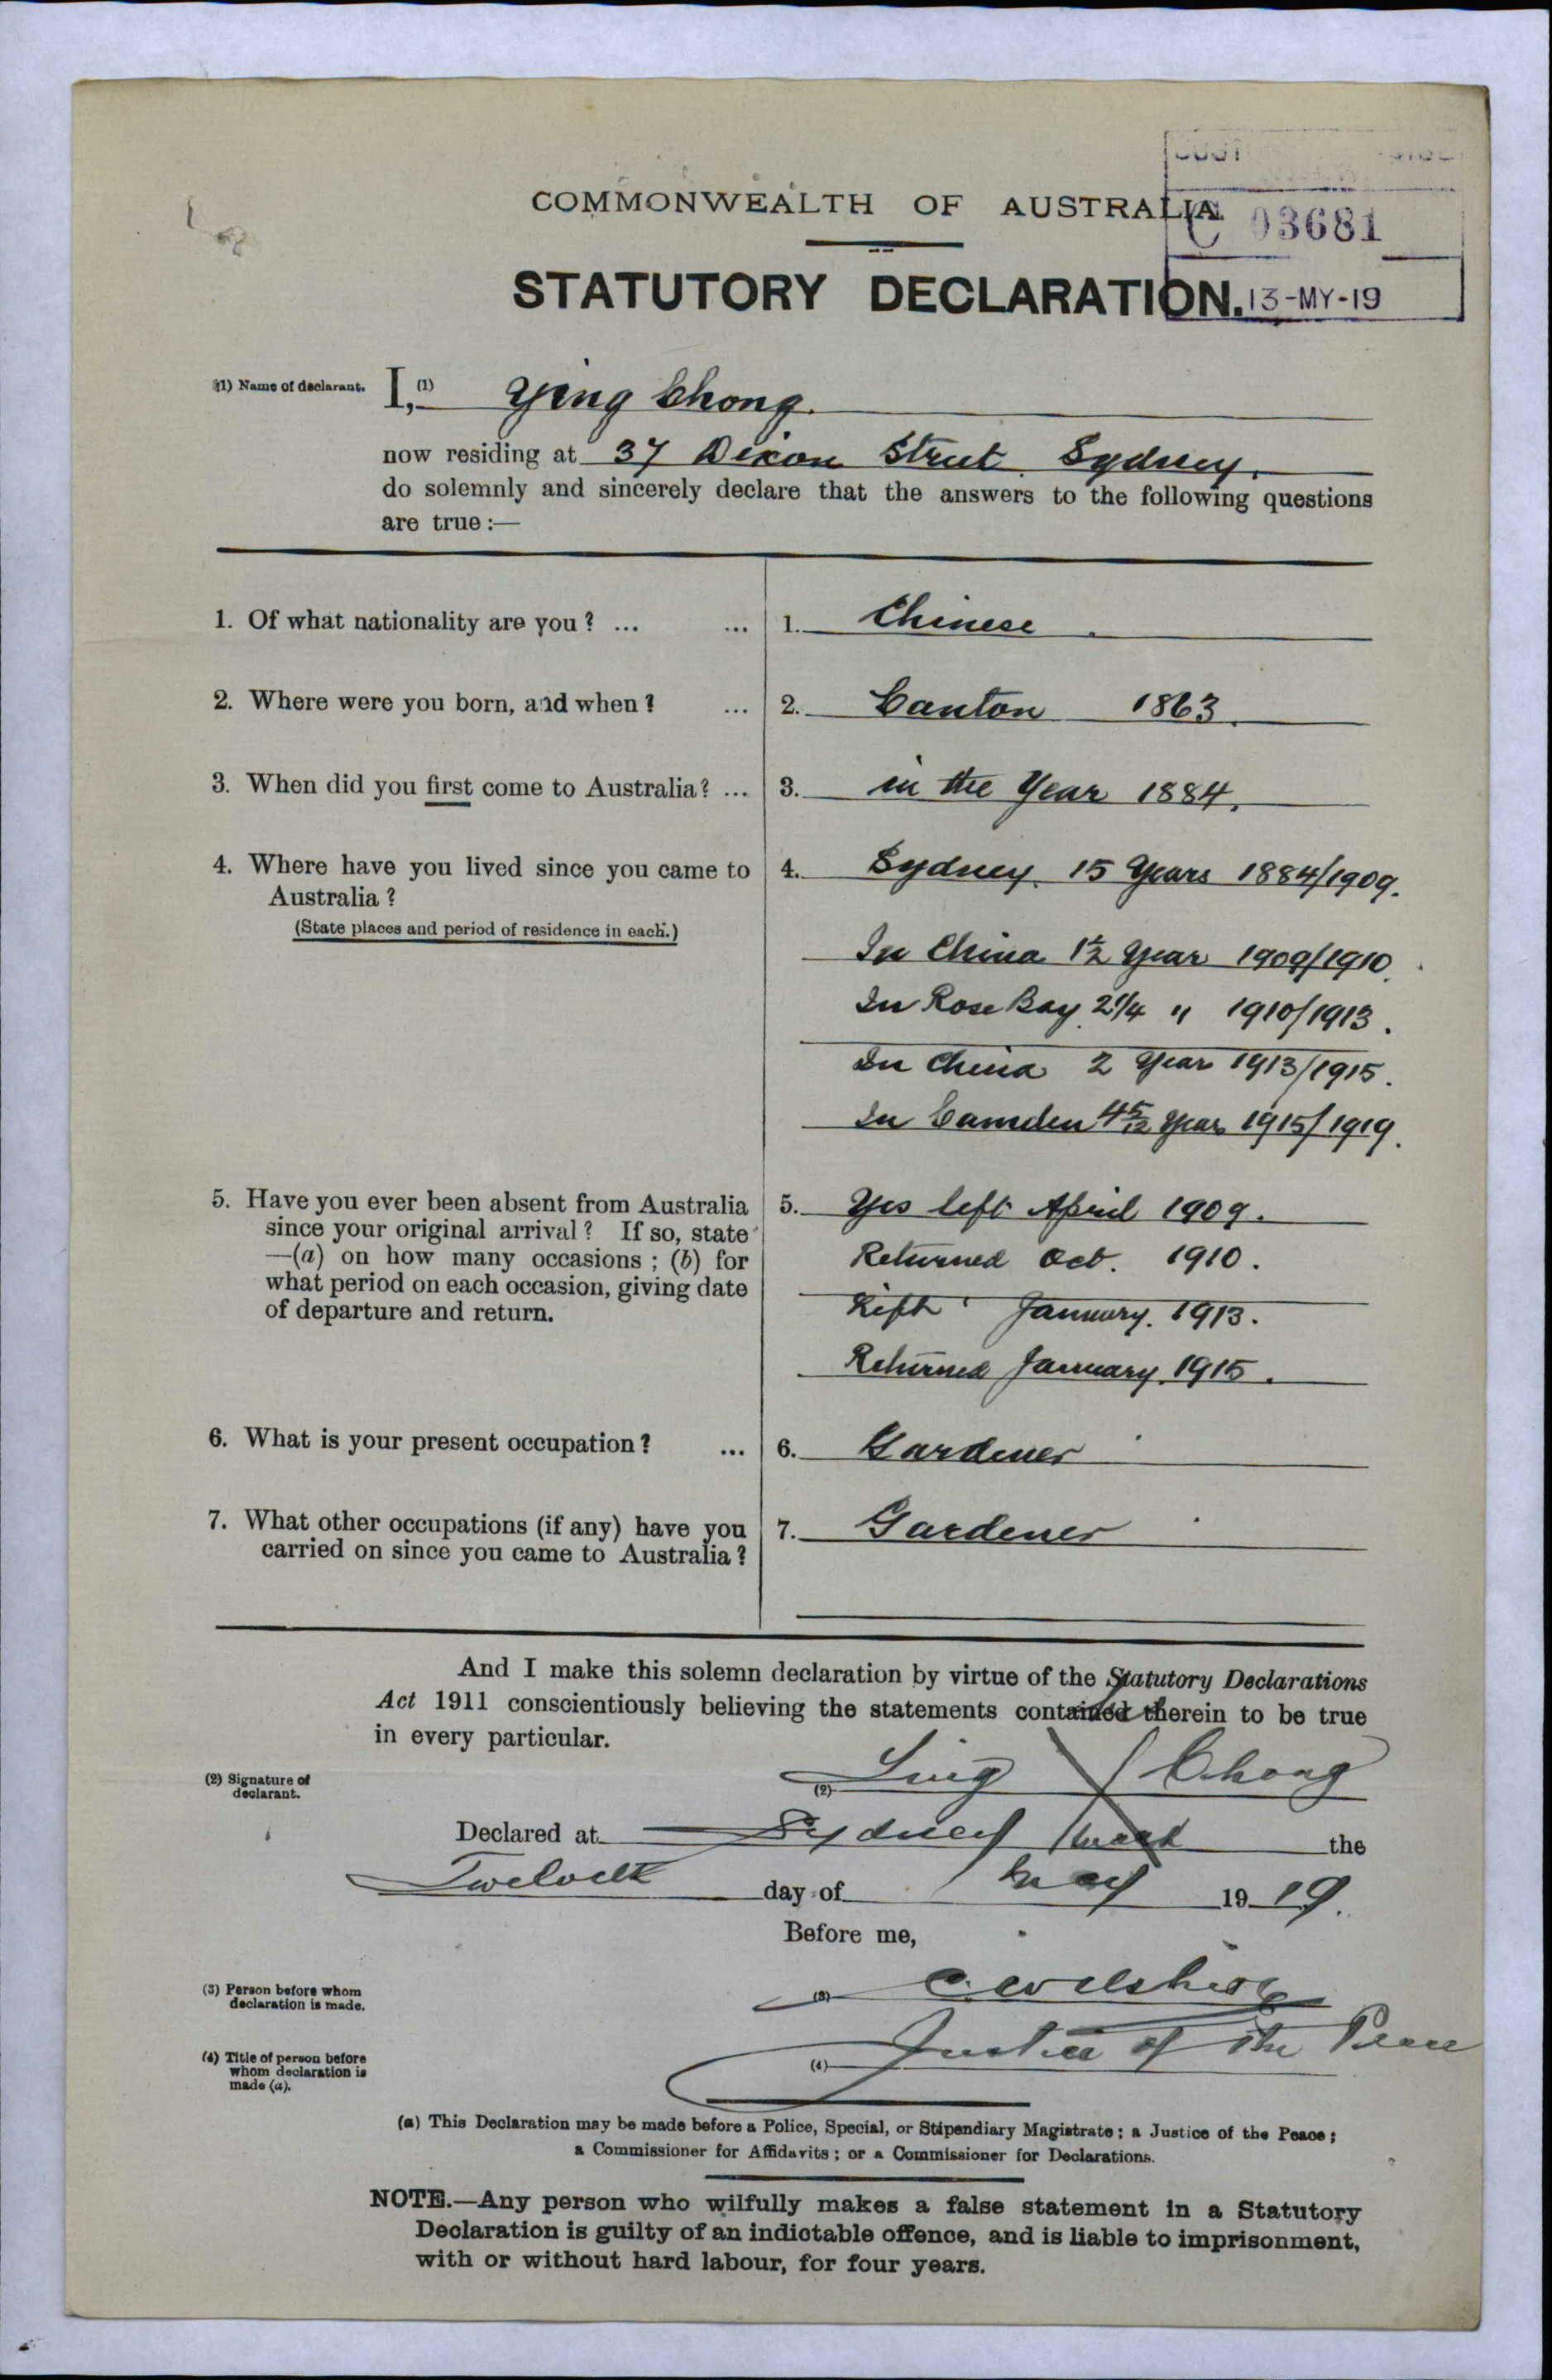 COMMONWEALTH OF AUSTRALIA.
C 03681
STATUTORY DECLARATION.
13-MY-19
(1) Name of declarant.
I,(1) Ying Chong.
now residing at 37 Dixon Street Sydney.
do solemnly and sincerely declare that the answers to the following questions
are true :—
1. Of what nationality are you ? ... ...
1. Chinese.
2. Where were you born, and when ? ...
2. Canton 1863.
3. When did you first come to Australia ? ...
3. in the Year 1884.
4. Where have you lived since you came to
Australia ?
(State places and period of residence in each.)
4. Sydney. 15 Years 1884/1909.
In China 1½ Year 1909/1910.
In Rose Bay. 2¼ " 1910/1913.
In China 2 Year 1913/1915.
In Camden 4 5/12 Year 1915/1919.
5. Have you ever been absent from Australia
since your original arrival ? If so, state
—(a) on how many occasions ; (b) for
what period on each occasion, giving date
of departure and return.
5. Yes left April 1909.
Returned Oct. 1910.
Left January. 1913.
Returned January. 1915.
6. What is your present occupation ? ...
6. Gardener
7. What other occupations (if any) have you
carried on since you came to Australia ?
7. Gardener
And I make this solemn declaration by virtue of the Statutory Declarations
Act 1911 conscientiously believing the statements contained therein to be true
in every particular.
(2) Signature of
declarant.
(2) Ling X Chong
Declared at Sydney mark the
Twelveth day of May 1919.
Before me,
(3) Person before whom
declaration is made.
(3) C Wilshire
(4) Title of person before
whom declaration is
made (a).
(4) Justice of the Peace
(a) This Declaration may be made before a Police, Special, or Stipendiary Magistrate ; a Justice of the Peace ;
a Commissioner for Affidavits ; or a Commissioner for Declarations.
NOTE.—Any person who wilfully makes a false statement in a Statutory
Declaration is guilty of an indictable offence, and is liable to imprisonment,
with or without hard labour, for four years.